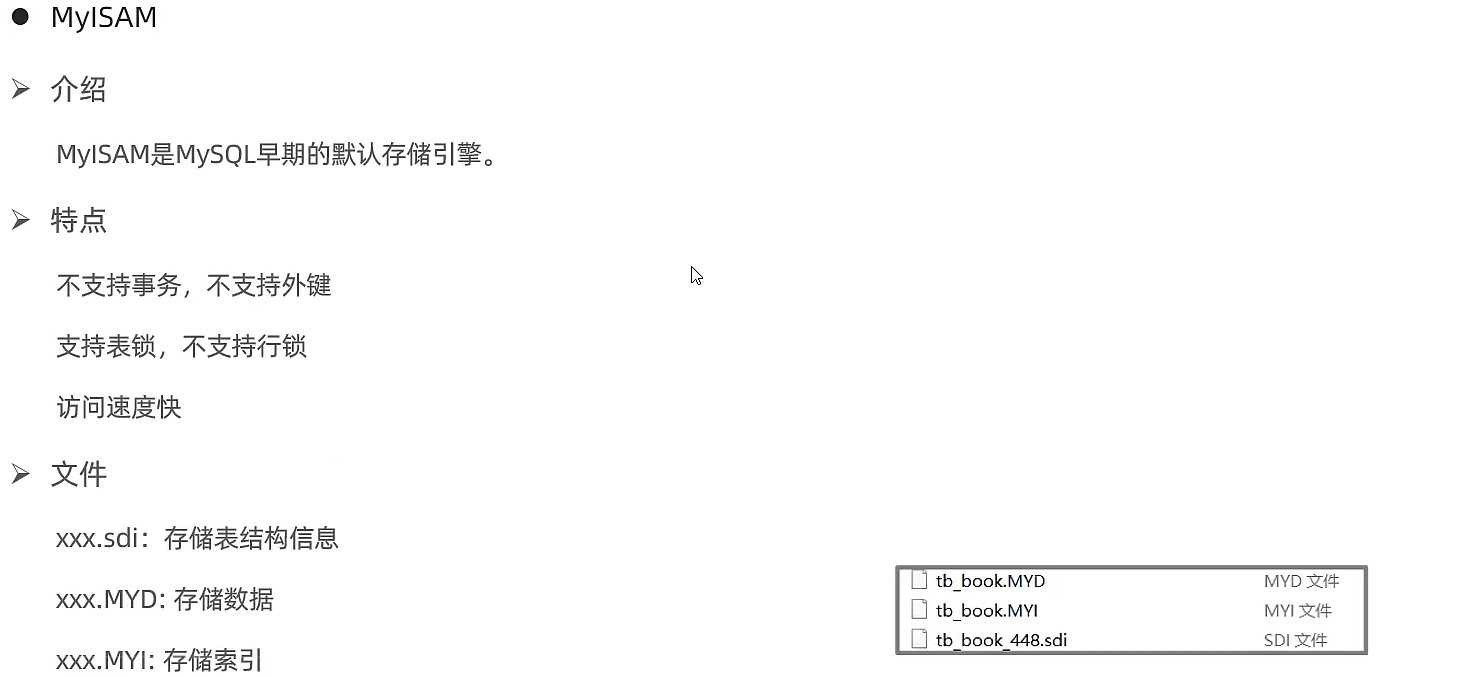 MyISAM
介绍
MyISAM是MySQL早期的默认存储引擎。
特点
不支持事务，不支持外键
支持表锁，不支持行锁
访问速度快
文件
xxx.sdi：存储表结构信息
xxx.MYD: 存储数据
xxx.MYI: 存储索引
tb_book.MYD MYD 文件
tb_book.MYI MYI 文件
tb_book_448.sdi SDI 文件